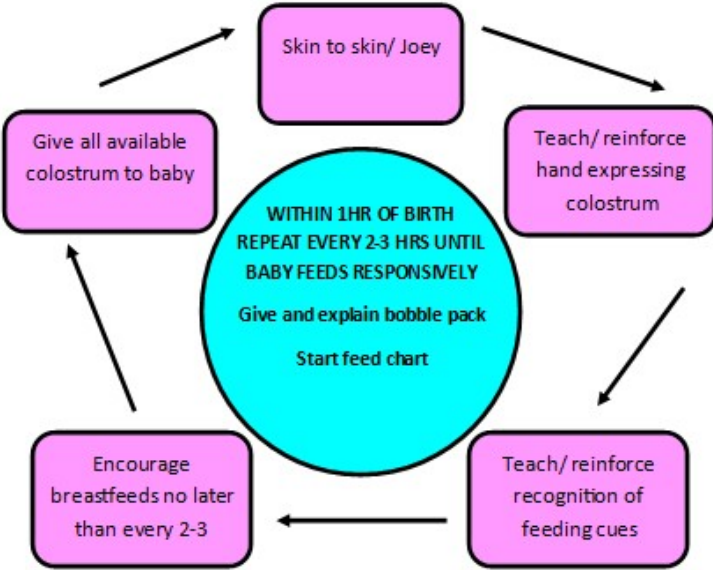 Skin to skin/ Joey
Teach/ reinforce
hand expressing
colostrum
Teach/ reinforce
recognition of
feeding cues
Encourage
breastfeeds no later
than every 2-3
Give all available
colostrum to baby
WITHIN 1HR OF BIRTH
REPEAT EVERY 2-3 HRS UNTIL
BABY FEEDS RESPONSIVELY
Give and explain bobble pack
Start feed chart